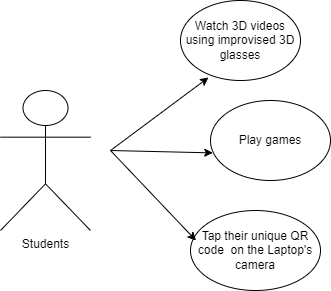 Watch 3D videos
using improvised 3D
glasses
Play games
Tap their unique QR
code on the Laptop's
camera
Students